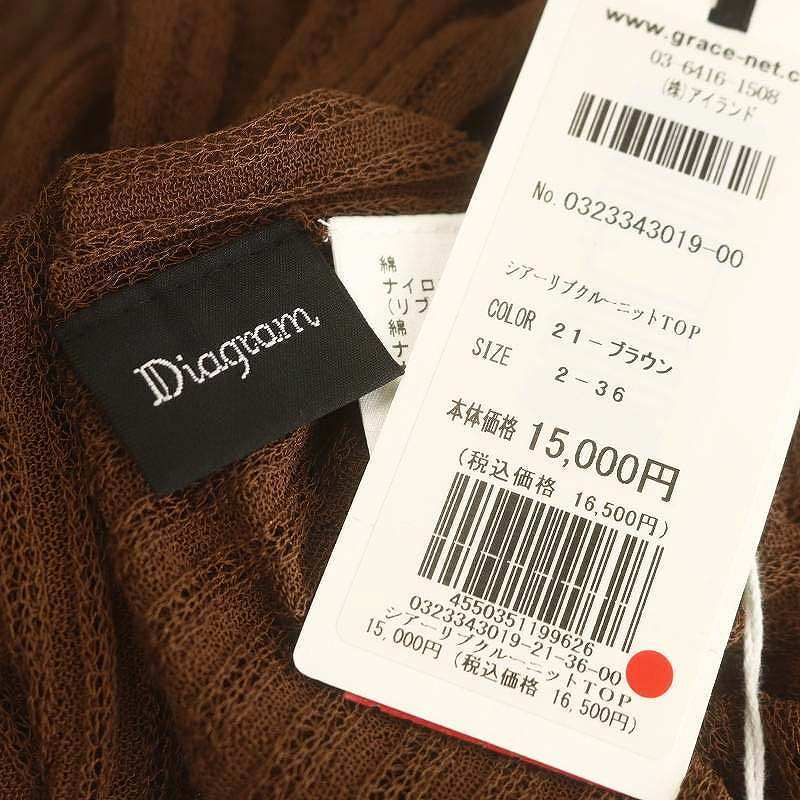 Diagram
綿
ナイロ
(リブ
綿
ナ
www.grace-net.c
03-6416-1508
(株)アイランド
No. 0323343019-00
シアーリブクルーニットTOP
COLOR 21-ブラウン
SIZE 2-36
本体価格 15,000円
(税込価格 16,500円)
4550351199626
0323343019-21-36-00
シアーリブクルーニットTOP
15,000円 (税込価格 16,500円)